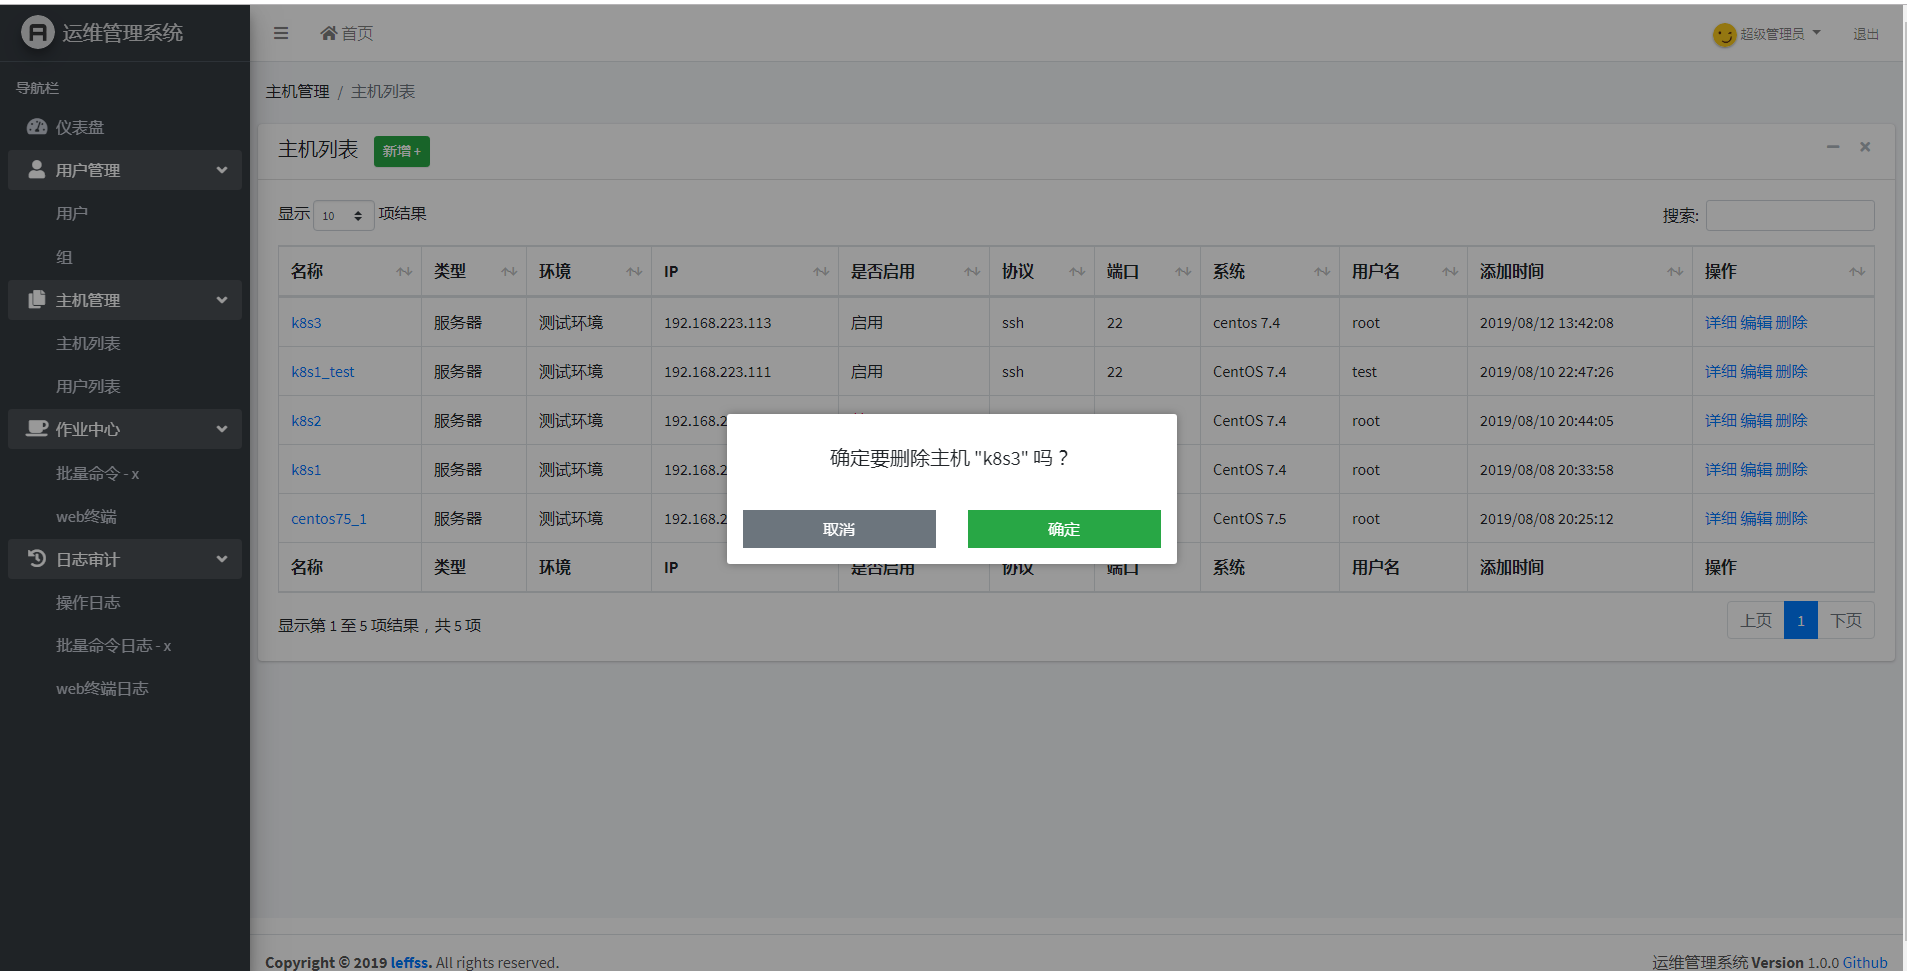 运维管理系统
首页
超级管理员
退出
导航栏
仪表盘
用户管理
用户
组
主机管理
主机列表
用户列表
作业中心
批量命令 - x
web终端
日志审计
操作日志
批量命令日志 - x
web终端日志
主机管理 / 主机列表
主机列表 新增 +
显示 10 项结果
搜索:
名称 类型 环境 IP 是否启用 协议 端口 系统 用户名 添加时间 操作
k8s3 服务器 测试环境 192.168.223.113 启用 ssh 22 centos 7.4 root 2019/08/12 13:42:08 详细 编辑 删除
k8s1_test 服务器 测试环境 192.168.223.111 启用 ssh 22 CentOS 7.4 test 2019/08/10 22:47:26 详细 编辑 删除
k8s2 服务器 测试环境 192.168.2 CentOS 7.4 root 2019/08/10 20:44:05 详细 编辑 删除
k8s1 服务器 测试环境 192.168.2 CentOS 7.4 root 2019/08/08 20:33:58 详细 编辑 删除
centos75_1 服务器 测试环境 192.168.2 CentOS 7.5 root 2019/08/08 20:25:12 详细 编辑 删除
名称 类型 环境 IP 是否启用 协议 端口 系统 用户名 添加时间 操作
确定要删除主机 "k8s3" 吗？
取消 确定
显示第 1 至 5 项结果，共 5 项
上页 1 下页
Copyright © 2019 leffss. All rights reserved.
运维管理系统 Version 1.0.0 Github